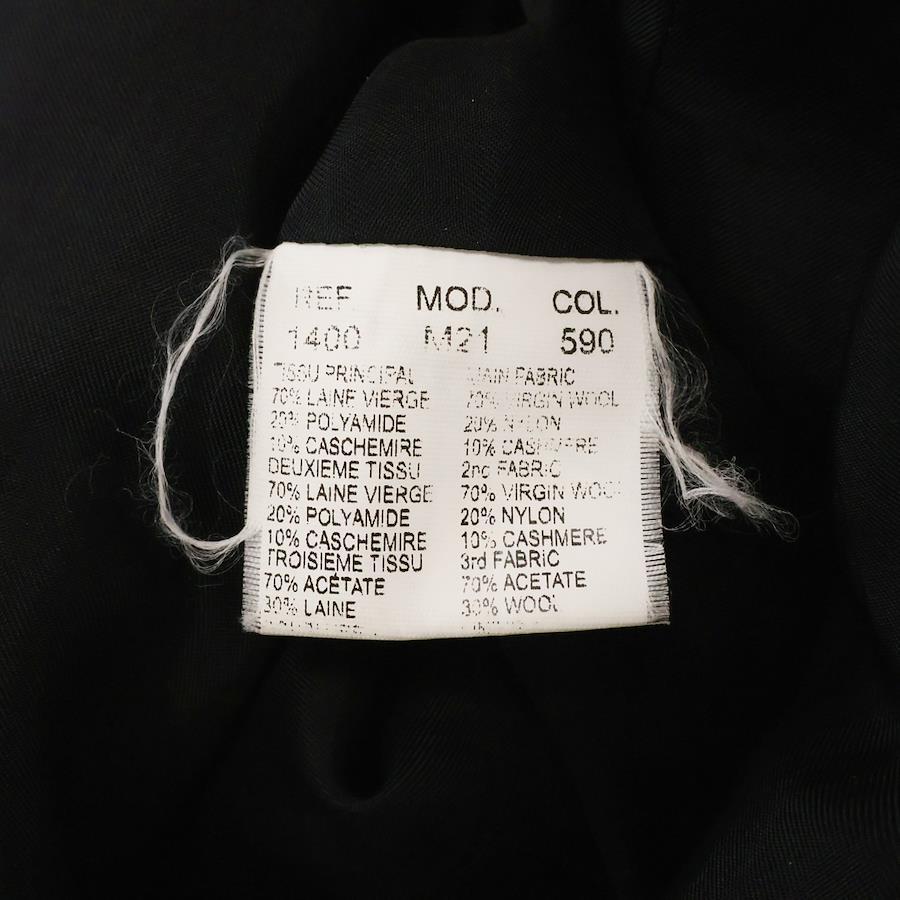 REF. MOD. COL.
1400 M21 590
TISSU PRINCIPAL MAIN FABRIC
70% LAINE VIERGE 70% VIRGIN WOOL
20% POLYAMIDE 20% NYLON
10% CASCHEMIRE 10% CASHMERE
DEUXIEME TISSU 2nd FABRIC
70% LAINE VIERGE 70% VIRGIN WOOL
20% POLYAMIDE 20% NYLON
10% CASCHEMIRE 10% CASHMERE
TROISIEME TISSU 3rd FABRIC
70% ACÉTATE 70% ACETATE
30% LAINE 30% WOOL